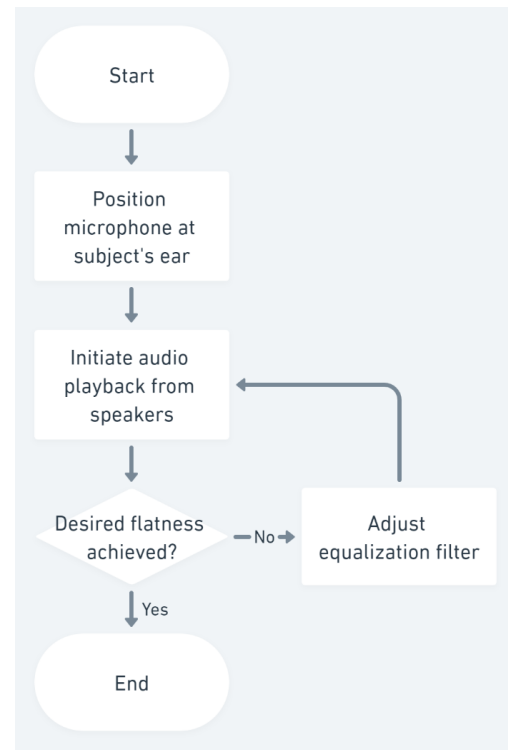 Start
Position
microphone at
subject's ear
Initiate audio
playback from
speakers
Desired flatness
achieved?
No
Adjust
equalization filter
Yes
End